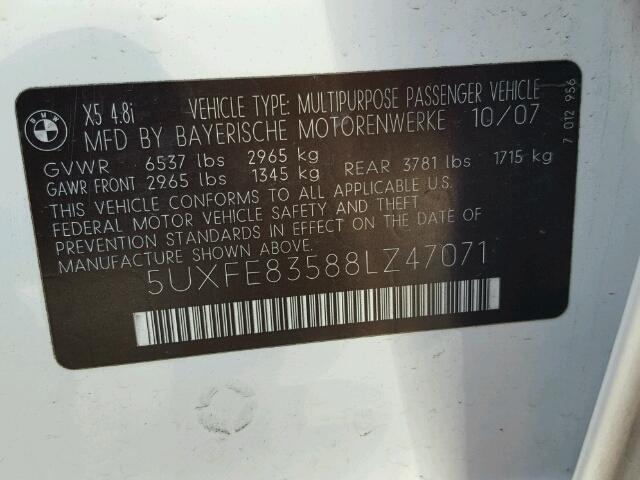 BMW
X5 4.8i VEHICLE TYPE: MULTIPURPOSE PASSENGER VEHICLE
MFD BY BAYERISCHE MOTORENWERKE 10/07
GVWR 6537 lbs 2965 kg
GAWR FRONT 2965 lbs 1345 kg REAR 3781 lbs 1715 kg
THIS VEHICLE CONFORMS TO ALL APPLICABLE
FEDERAL MOTOR VEHICLE SAFETY AND THEFT
PREVENTION STANDARDS IN EFFECT ON THE DATE OF
MANUFACTURE SHOWN ABOVE.
5UXFE83588LZ47071
7 012 956